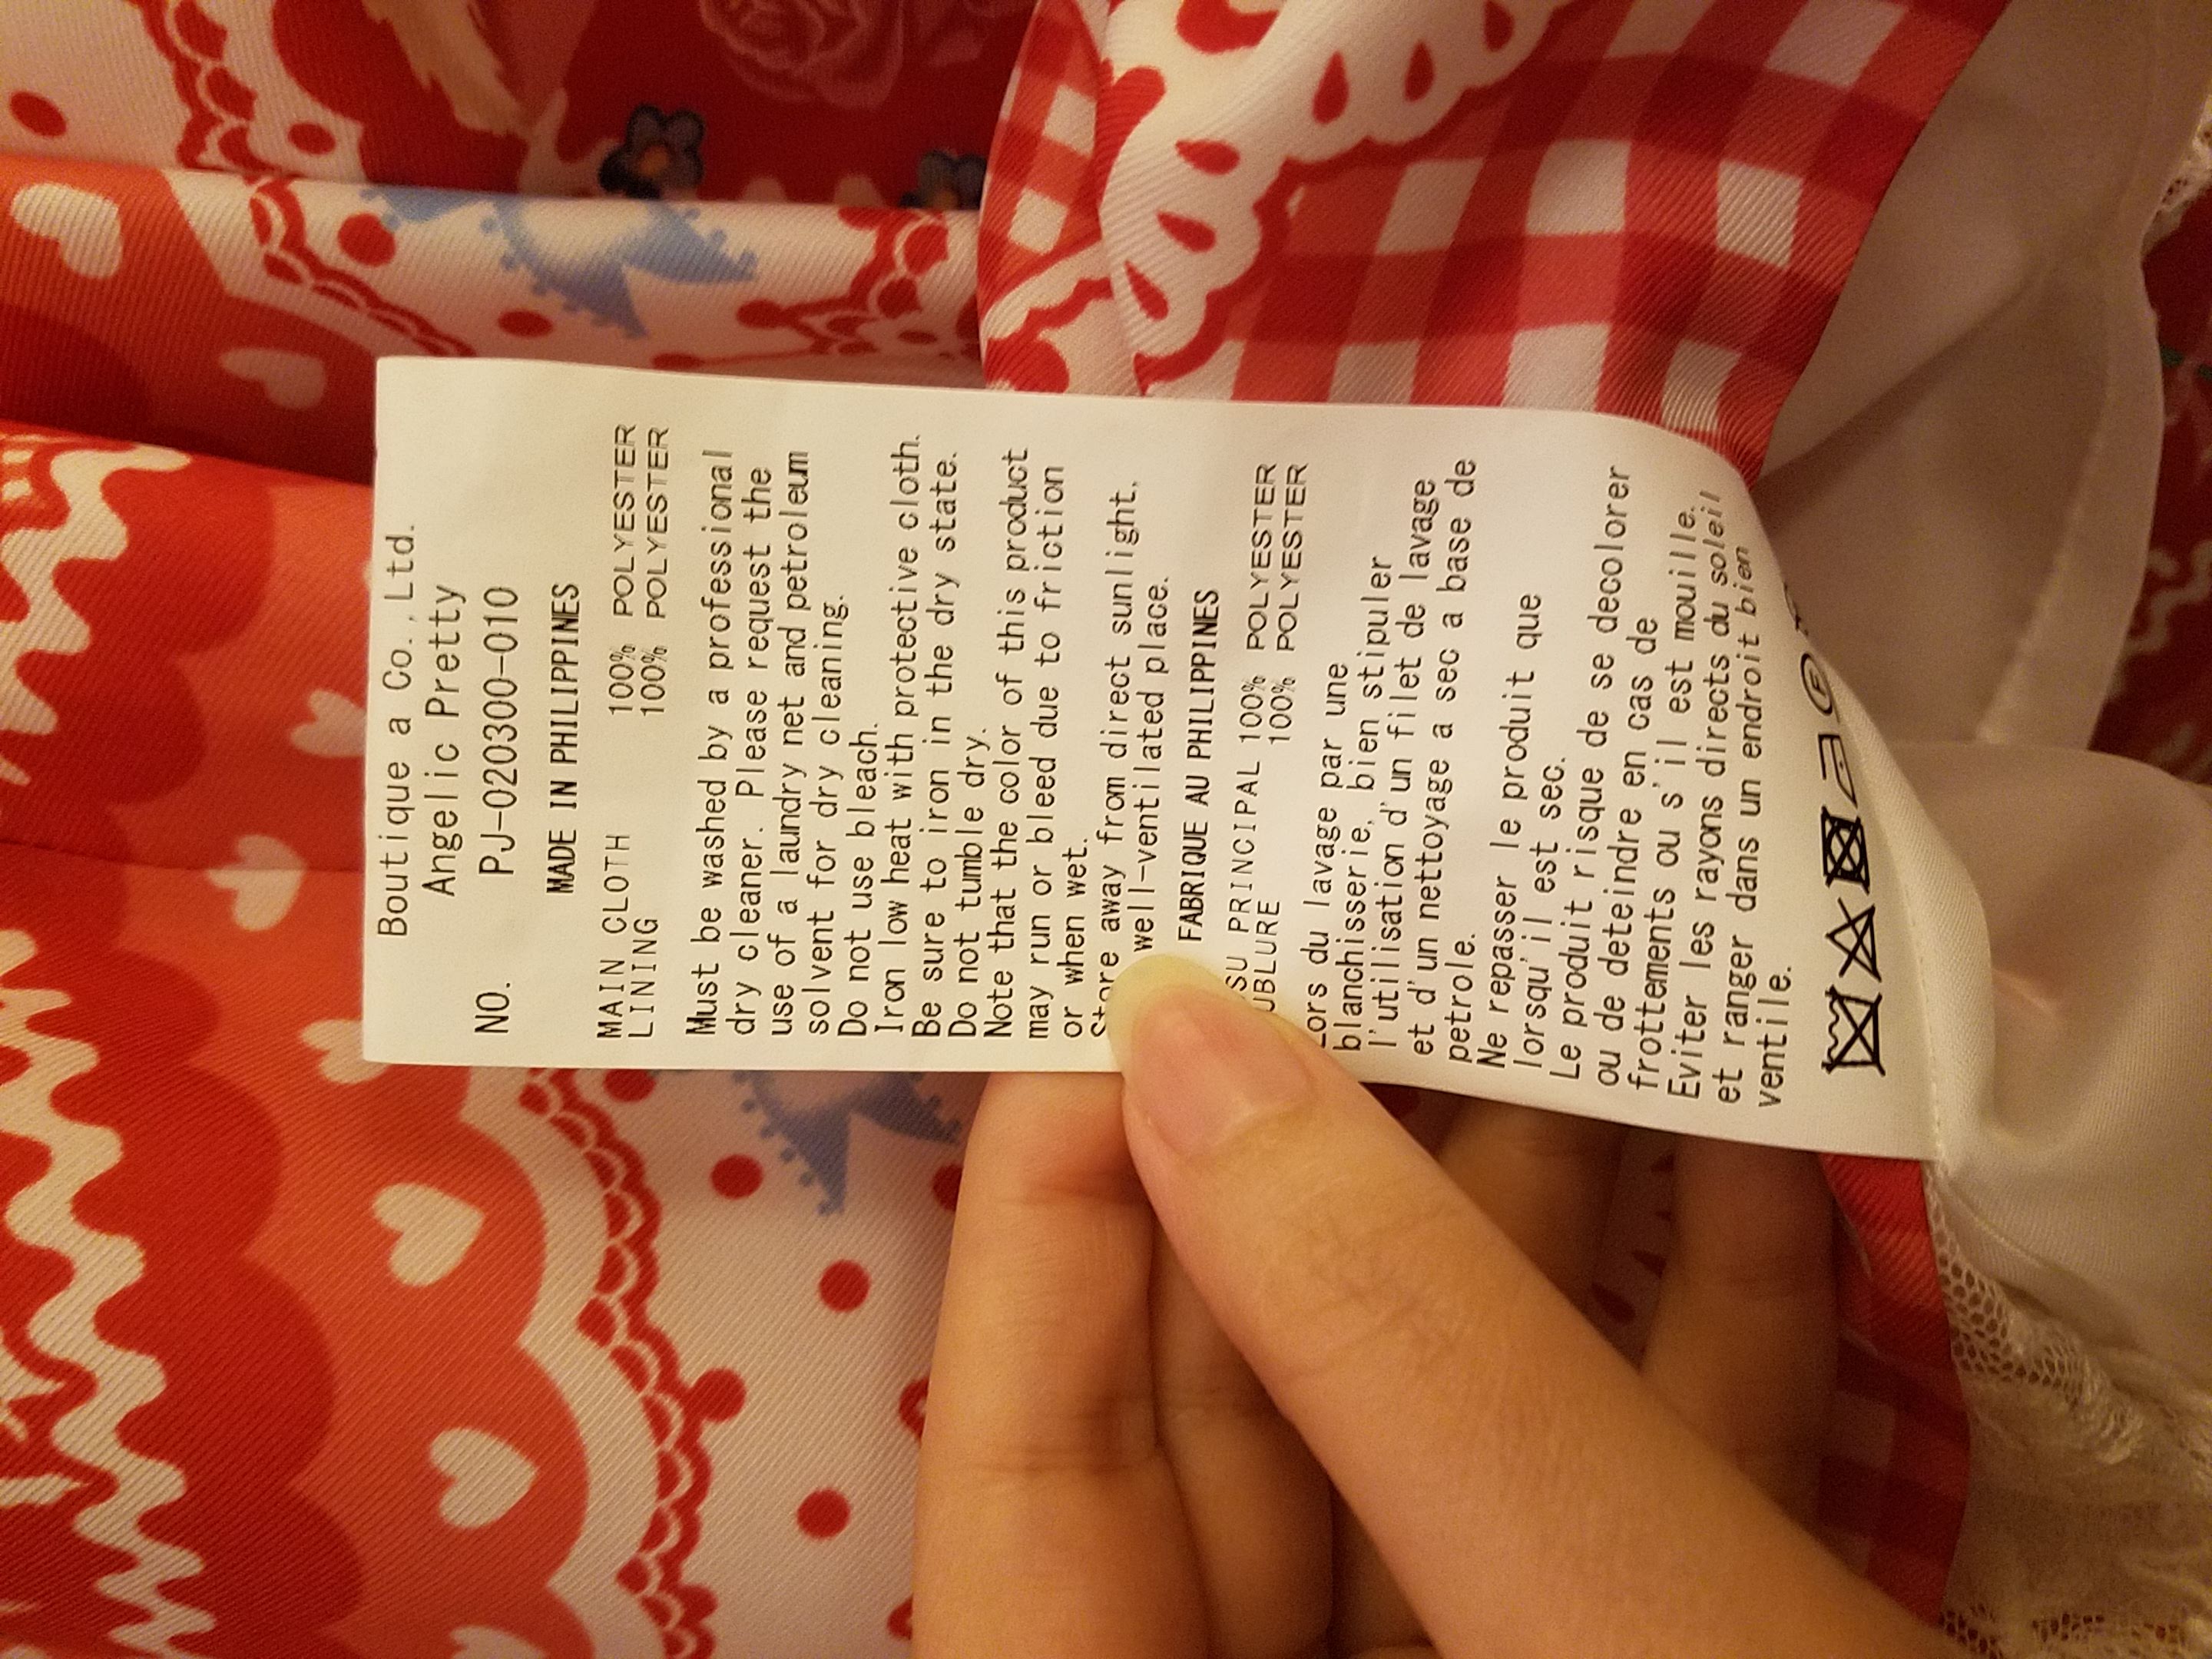 Boutique a Co., Ltd.
Angelic Pretty
NO. PJ-020300-010
MADE IN PHILIPPINES
MAIN CLOTH 100% POLYESTER
LINING 100% POLYESTER
Must be washed by a professional
dry cleaner. Please request the
use of a laundry net and petroleum
solvent for dry cleaning.
Do not use bleach.
Iron low heat with protective cloth.
Be sure to iron in the dry state.
Do not tumble dry.
Note that the color of this product
may run or bleed due to friction
or when wet.
Store away from direct sunlight,
well-ventilated place.
FABRIQUE AU PHILIPPINES
SU PRINCIPAL 100% POLYESTER
UBLURE 100% POLYESTER
Lors du lavage par une
blanchisserie, bien stipuler
l'utilisation d'un filet de lavage
et d'un nettoyage a sec a base de
petrole.
Ne repasser le produit que
lorsqu'il est sec.
Le produit risque de se decolorer
ou de deteindre en cas de
frottements ou s'il est mouille.
Eviter les rayons directs du soleil
et ranger dans un endroit bien
ventile.
F